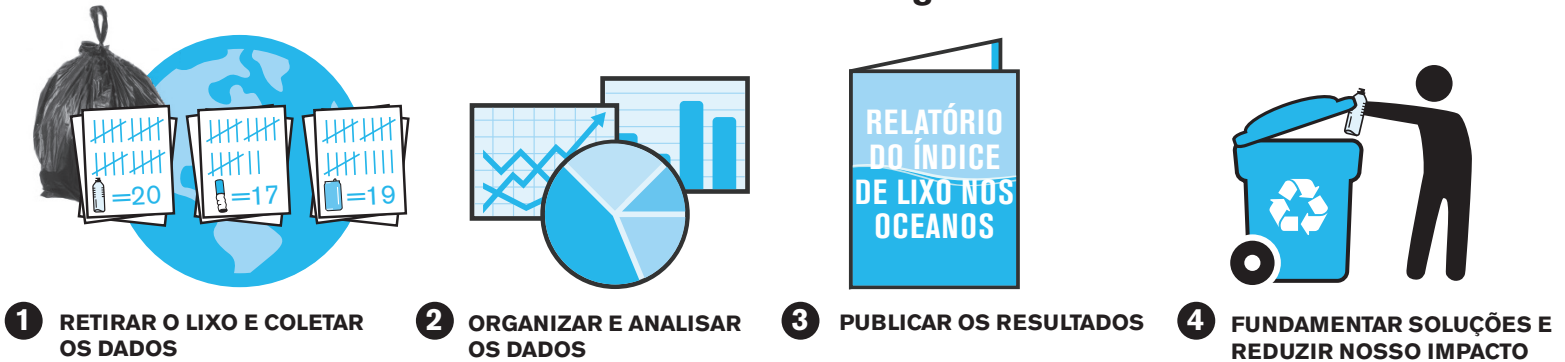 =20
=17
=19
RELATÓRIO
DO ÍNDICE
DE LIXO NOS
OCEANOS
1 RETIRAR O LIXO E COLETAR
OS DADOS
2 ORGANIZAR E ANALISAR
OS DADOS
3 PUBLICAR OS RESULTADOS
4 FUNDAMENTAR SOLUÇÕES E
REDUZIR NOSSO IMPACTO